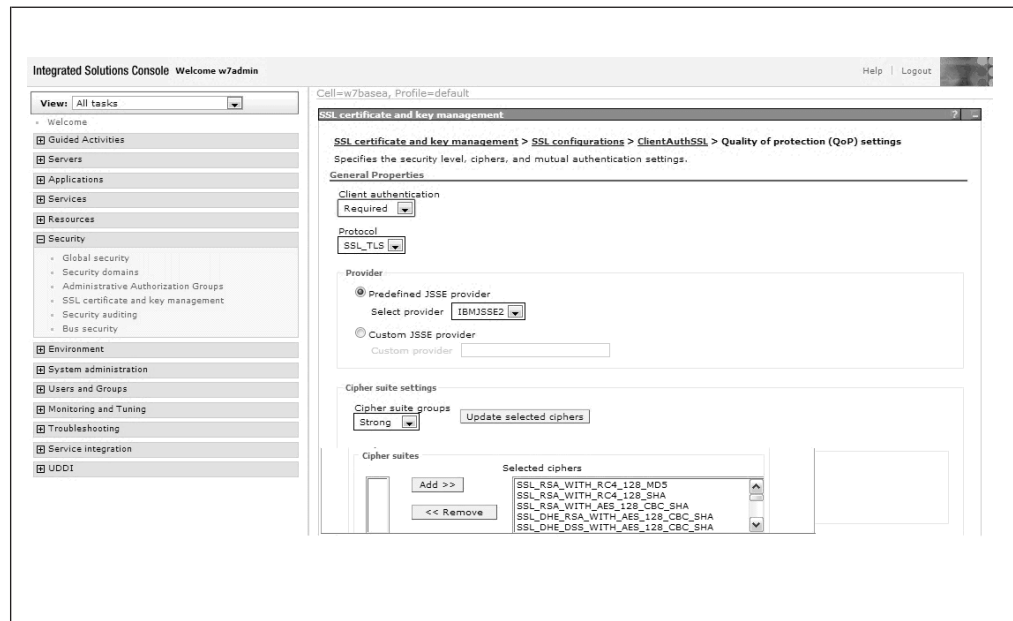 Integrated Solutions Console Welcome w7admin
Help | Logout
View: All tasks
Welcome
Guided Activities
Servers
Applications
Services
Resources
Security
Global security
Security domains
Administrative Authorization Groups
SSL certificate and key management
Security auditing
Bus security
Environment
System administration
Users and Groups
Monitoring and Tuning
Troubleshooting
Service integration
UDDI
Cell=w7basea, Profile=default
SSL certificate and key management
? _
SSL certificate and key management > SSL configurations > ClientAuthSSL > Quality of protection (QoP) settings
Specifies the security level, ciphers, and mutual authentication settings.
General Properties
Client authentication
Required
Protocol
SSL_TLS
Provider
Predefined JSSE provider
Select provider IBMJSSE2
Custom JSSE provider
Custom provider
Cipher suite settings
Cipher suite groups
Strong
Update selected ciphers
Cipher suites
Selected ciphers
Add >>
<< Remove
SSL_RSA_WITH_RC4_128_MD5
SSL_RSA_WITH_RC4_128_SHA
SSL_RSA_WITH_AES_128_CBC_SHA
SSL_DHE_RSA_WITH_AES_128_CBC_SHA
SSL_DHE_DSS_WITH_AES_128_CBC_SHA